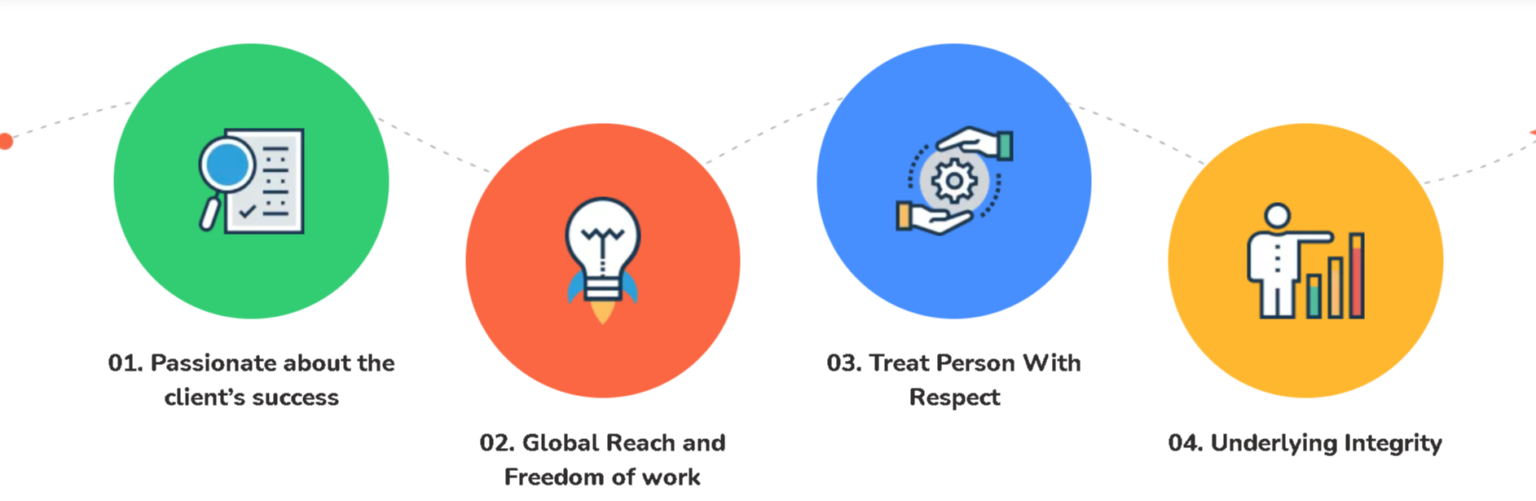 01. Passionate about the
client’s success
02. Global Reach and
Freedom of work
03. Treat Person With
Respect
04. Underlying Integrity